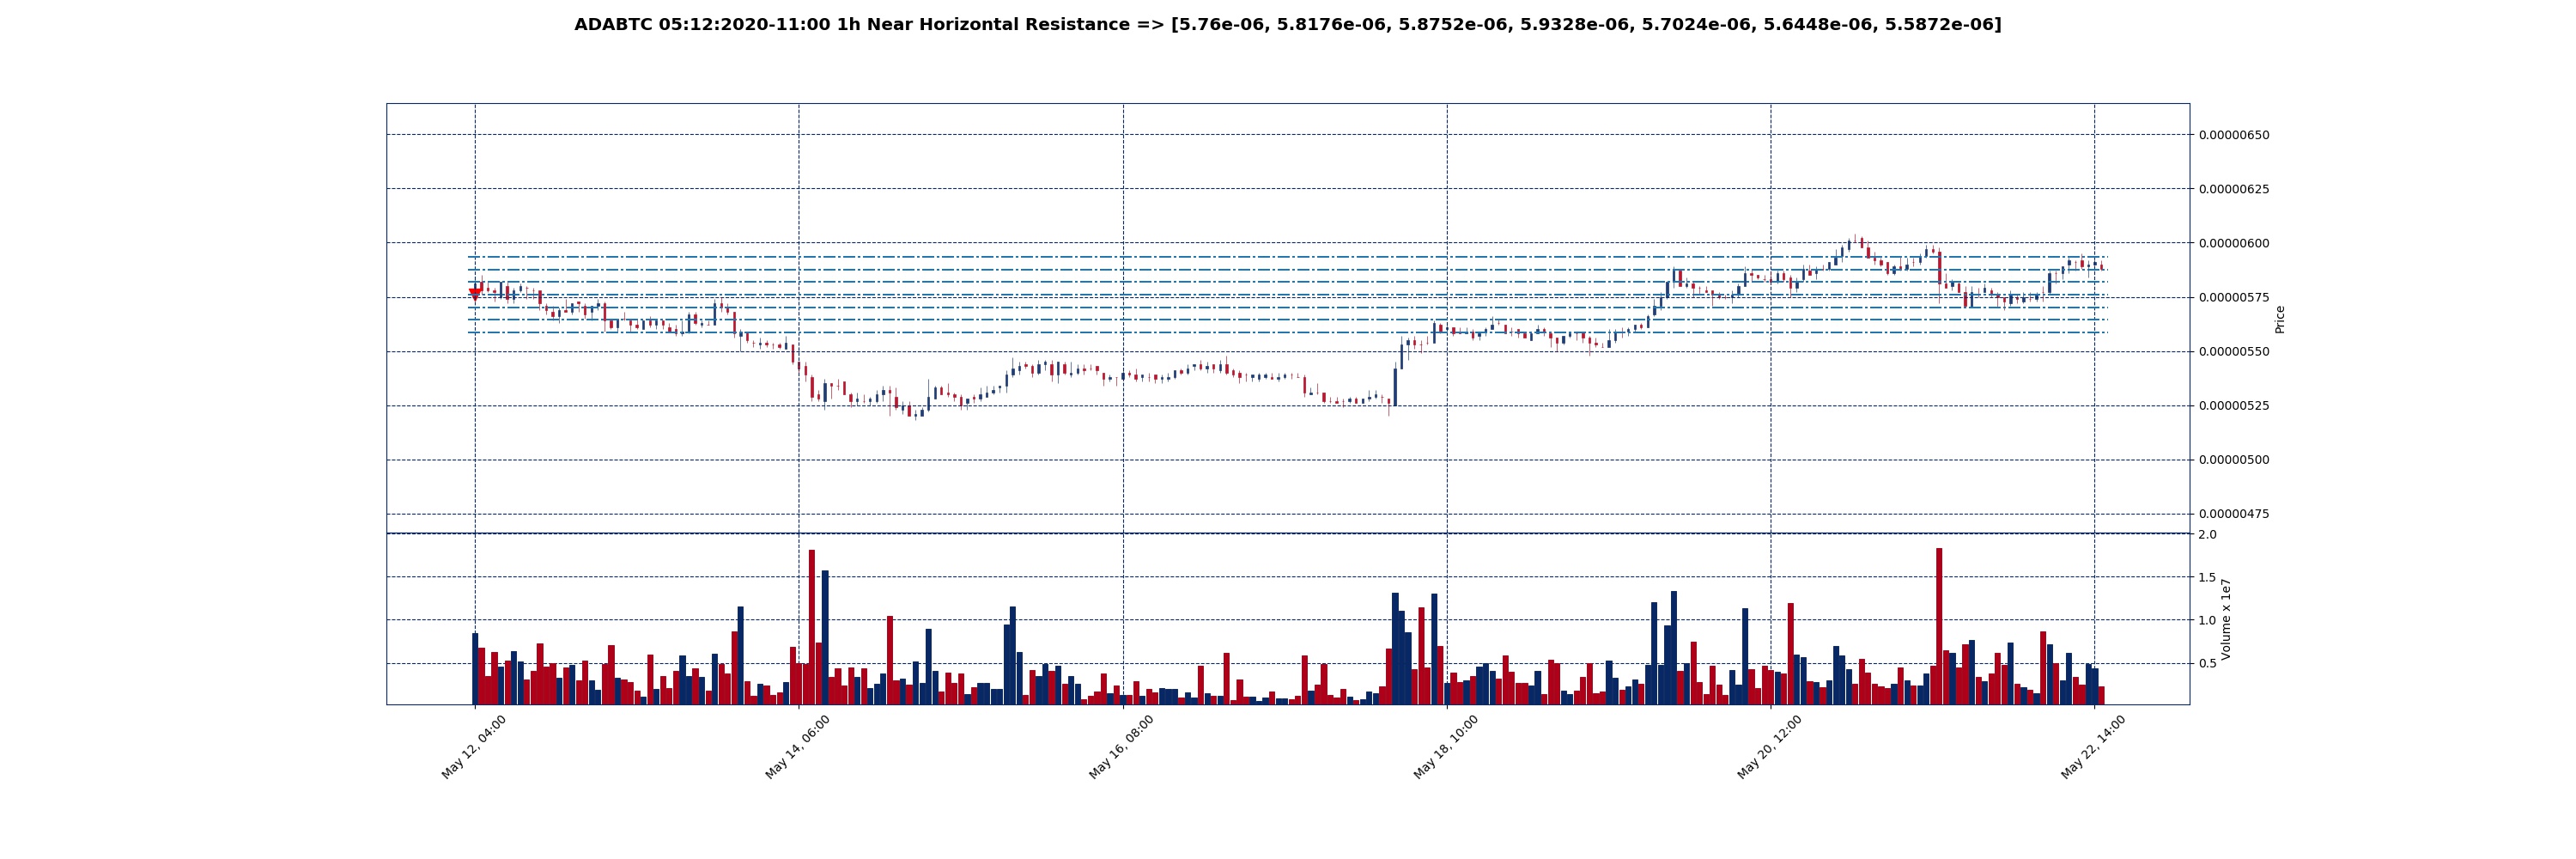 ADABTC 05:12:2020-11:00 1h Near Horizontal Resistance => [5.76e-06, 5.8176e-06, 5.8752e-06, 5.9328e-06, 5.7024e-06, 5.6448e-06, 5.5872e-06]
0.00000650
0.00000625
0.00000600
0.00000575
0.00000550
0.00000525
0.00000500
0.00000475
Price
2.0
1.5
1.0
0.5
Volume x 1e7
May 12, 04:00
May 14, 06:00
May 16, 08:00
May 18, 10:00
May 20, 12:00
May 22, 14:00